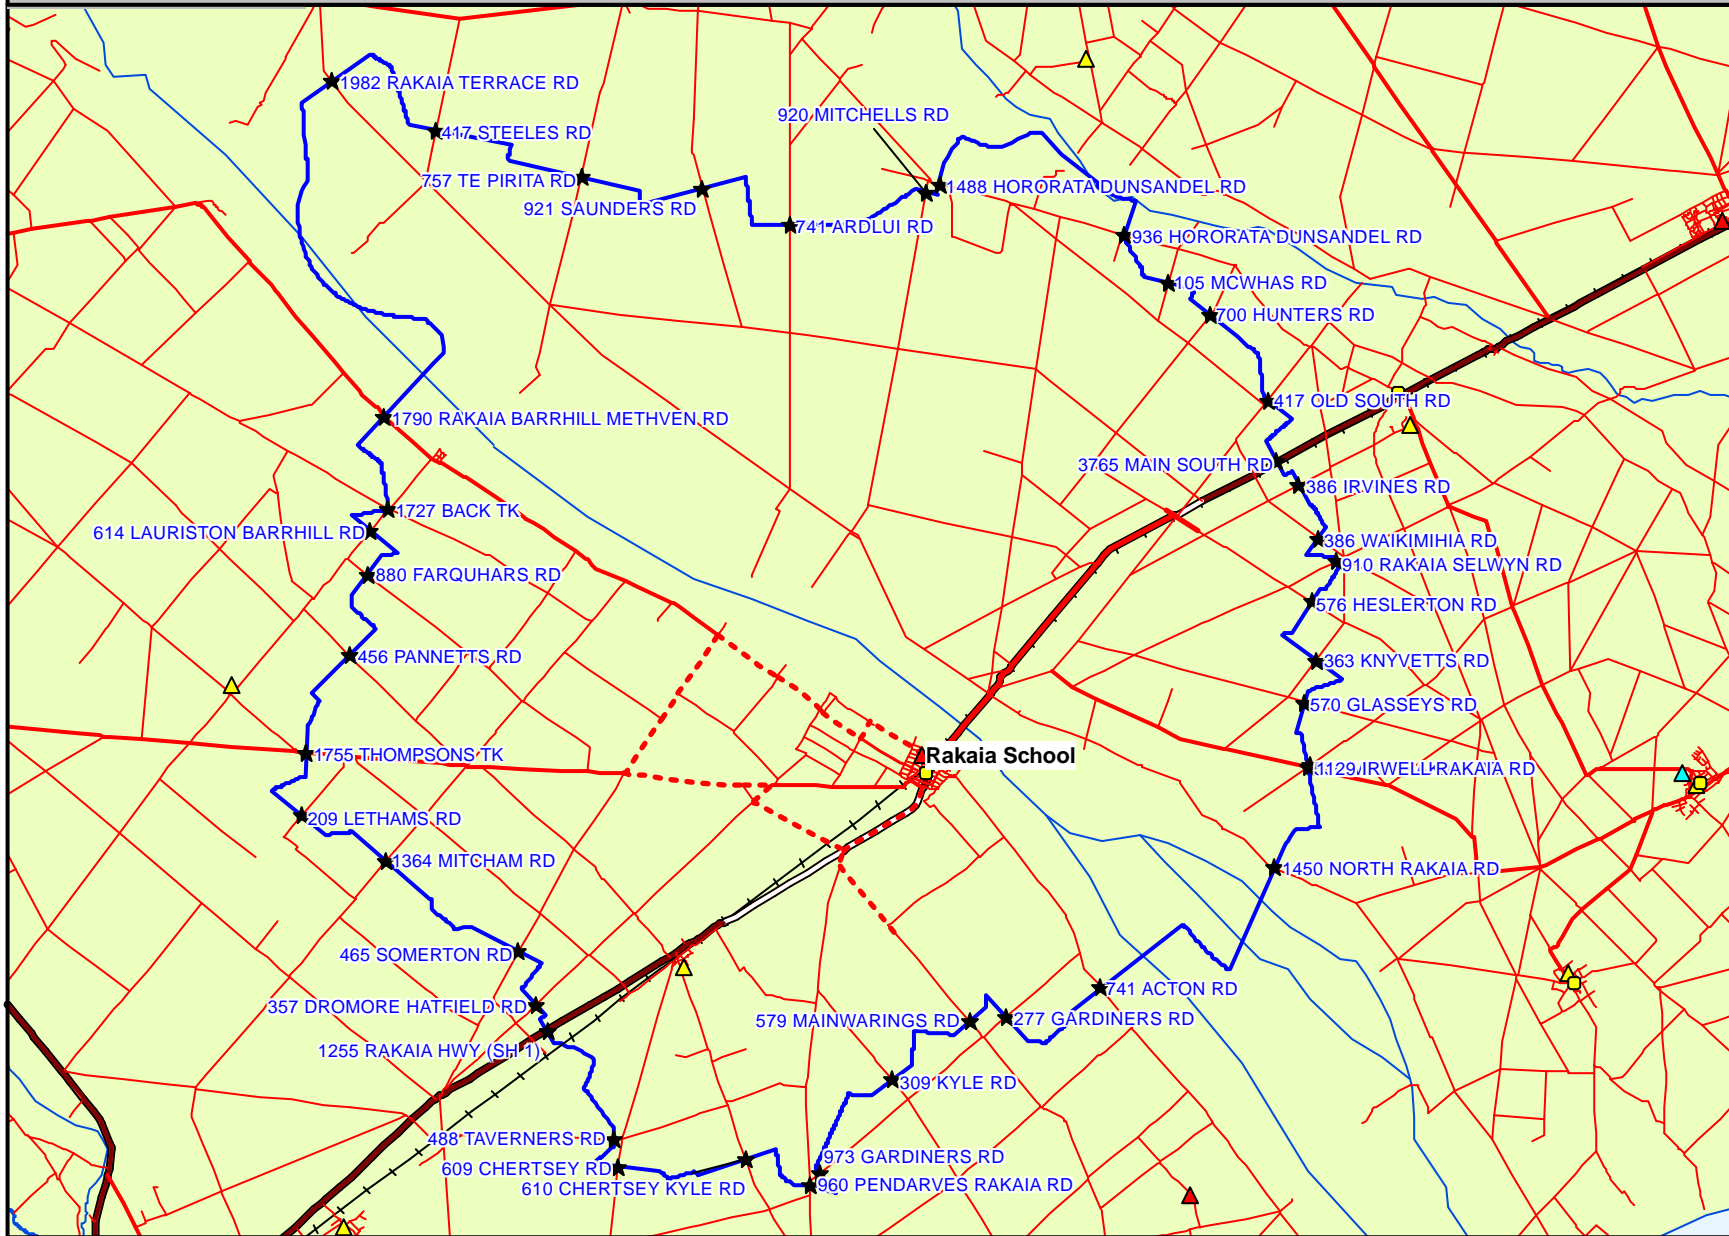 1982 RAKAIA TERRACE RD
920 MITCHELLS RD
417 STEELES RD
757 TE PIRITA RD
1488 HORORATA DUNSANDEL RD
921 SAUNDERS RD
741 ARDLUI RD
936 HORORATA DUNSANDEL RD
105 MCWHAS RD
700 HUNTERS RD
417 OLD SOUTH RD
1790 RAKAIA BARRHILL METHVEN RD
3765 MAIN SOUTH RD
386 IRVINES RD
1727 BACK TK
614 LAURISTON BARRHILL RD
386 WAIKIMIHIA RD
910 RAKAIA SELWYN RD
880 FARQUHARS RD
576 HESLERTON RD
456 PANNETTS RD
363 KNYVETTS RD
570 GLASSEYS RD
1755 THOMPSONS TK
Rakaia School
1129 IRWELL RAKAIA RD
209 LETHAMS RD
1364 MITCHAM RD
1450 NORTH RAKAIA RD
465 SOMERTON RD
741 ACTON RD
357 DROMORE HATFIELD RD
579 MAINWARINGS RD
277 GARDINERS RD
1255 RAKAIA HWY (SH 1)
309 KYLE RD
488 TAVERNERS RD
973 GARDINERS RD
609 CHERTSEY RD
960 PENDARVES RAKAIA RD
610 CHERTSEY KYLE RD